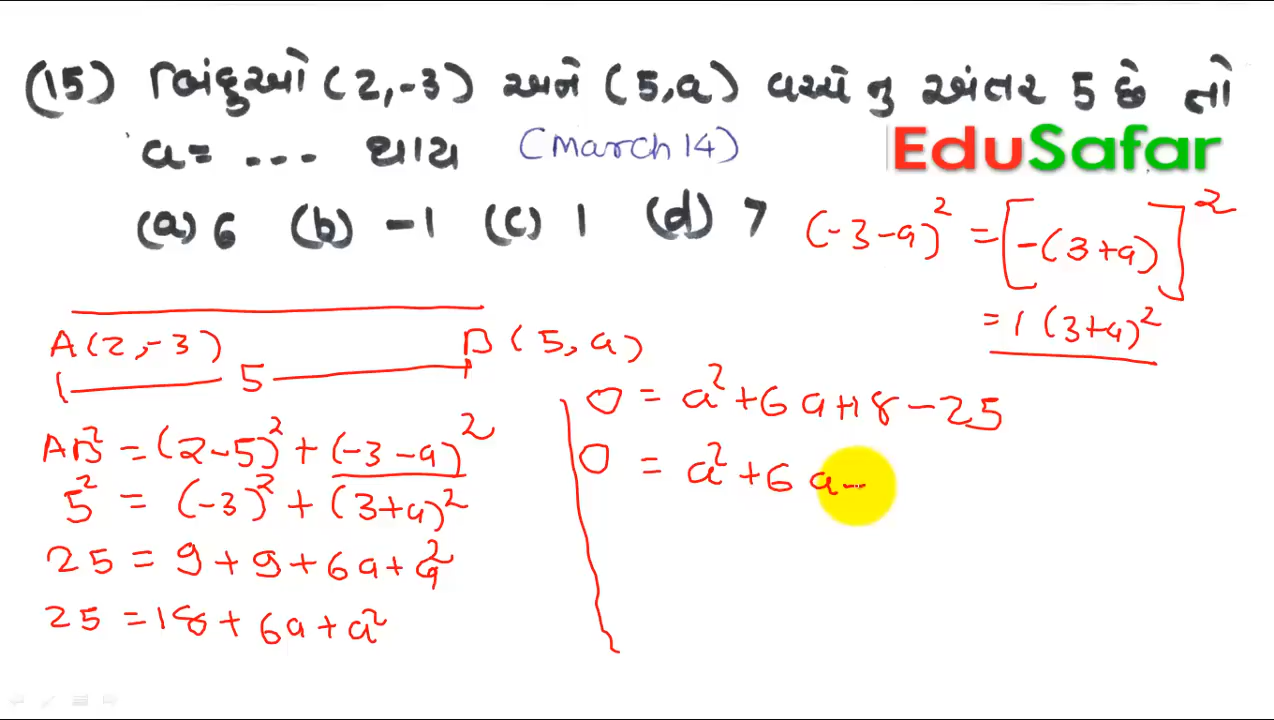 (15) બિંદુઓ (2,-3) અને (5,a) વચ્ચેનુ અંતર 5 છે તો
a = ... થાય (March 14)
EduSafar
(a) 6 (b) -1 (c) 1 (d) 7
(-3-a)² = [-(3+a)]²
= 1 (3+a)²
A(2,-3) B (5, a)
5
AB² = (2-5)² + (-3-a)²
5² = (-3)² + (3+a)²
25 = 9 + 9 + 6a + a²
25 = 18 + 6a + a²
0 = a² + 6a + 18 - 25
0 = a² + 6a -